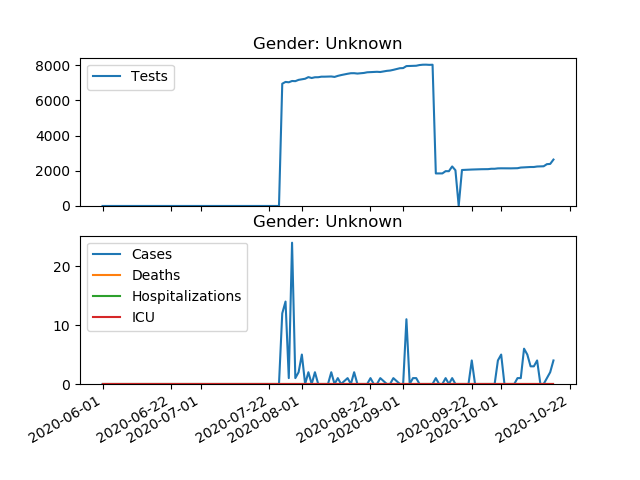 Gender: Unknown
8000
6000
4000
2000
0
Tests
Gender: Unknown
20
10
0
Cases
Deaths
Hospitalizations
ICU
2020-06-01
2020-06-22
2020-07-01
2020-07-22
2020-08-01
2020-08-22
2020-09-01
2020-09-22
2020-10-01
2020-10-22